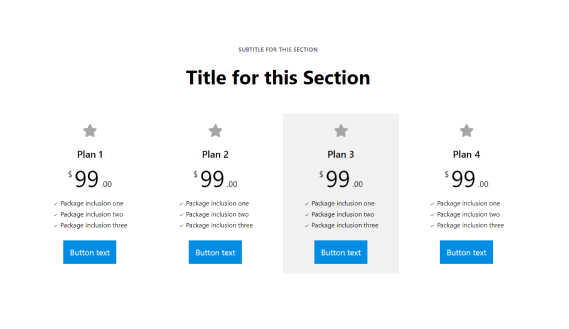 SUBTITLE FOR THIS SECTION
Title for this Section
Plan 1
$99.00
✓ Package inclusion one
✓ Package inclusion two
✓ Package inclusion three
Button text
Plan 2
$99.00
✓ Package inclusion one
✓ Package inclusion two
✓ Package inclusion three
Button text
Plan 3
$99.00
✓ Package inclusion one
✓ Package inclusion two
✓ Package inclusion three
Button text
Plan 4
$99.00
✓ Package inclusion one
✓ Package inclusion two
✓ Package inclusion three
Button text